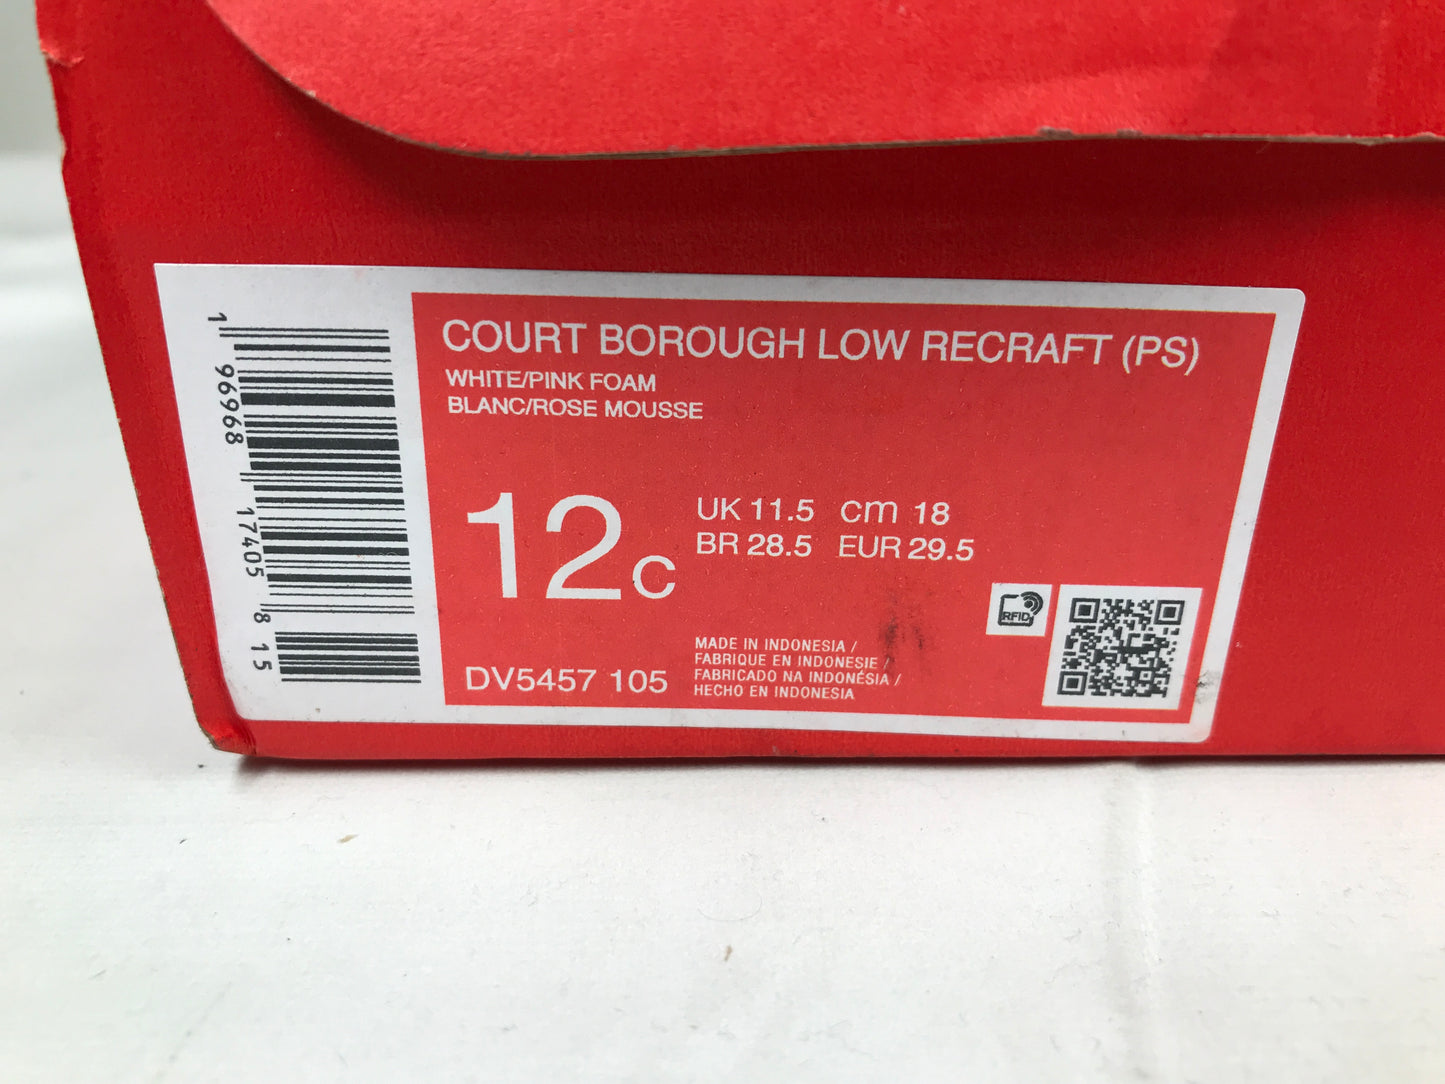 COURT BOROUGH LOW RECRAFT (PS)
WHITE/PINK FOAM
BLANC/ROSE MOUSSE
12c
UK 11.5 cm 18
BR 28.5 EUR 29.5
DV5457 105
MADE IN INDONESIA /
FABRIQUE EN INDONESIE /
FABRICADO NA INDONÉSIA /
HECHO EN INDONESIA
RFID
1 96968 17405 8 15